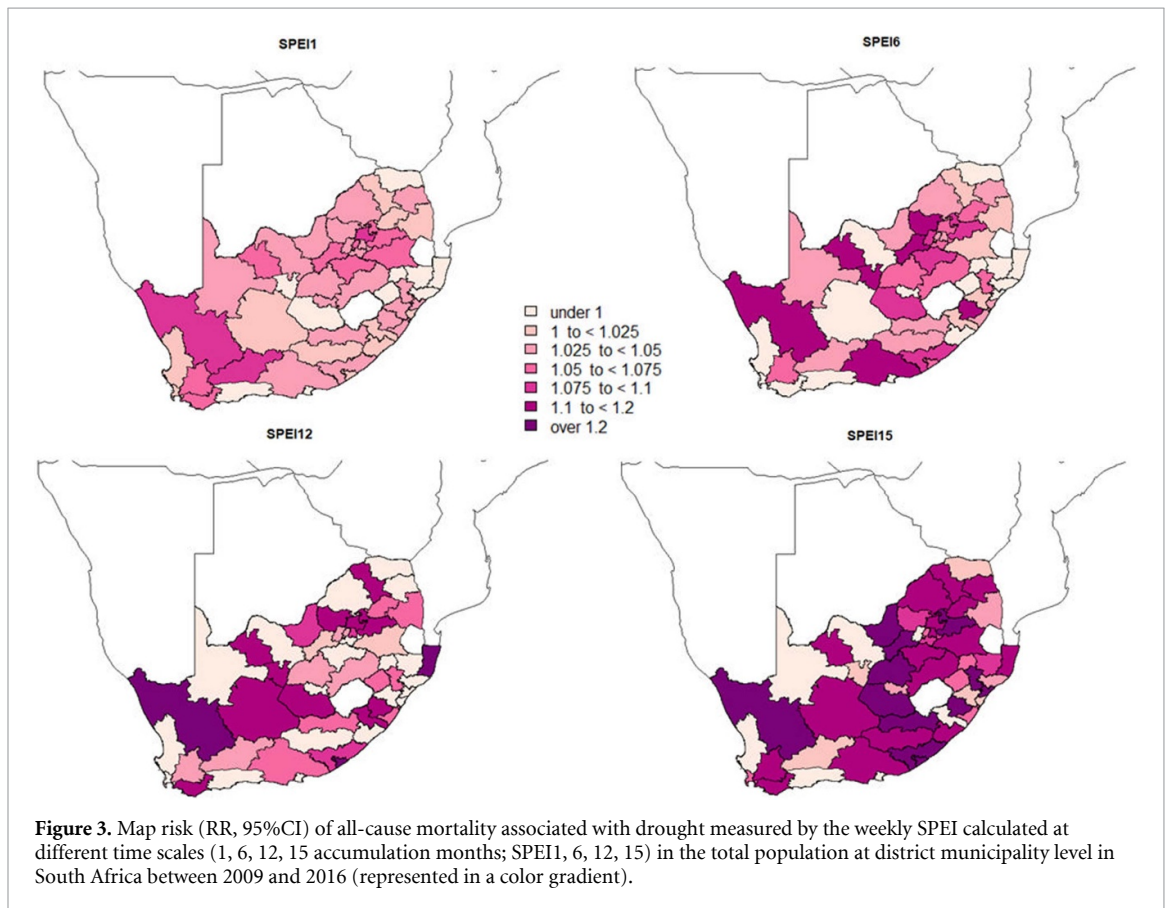 SPEI1
SPEI6
under 1
1 to < 1.025
1.025 to < 1.05
1.05 to < 1.075
1.075 to < 1.1
1.1 to < 1.2
over 1.2
SPEI12
SPEI15
Figure 3. Map risk (RR, 95%CI) of all-cause mortality associated with drought measured by the weekly SPEI calculated at
different time scales (1, 6, 12, 15 accumulation months; SPEI1, 6, 12, 15) in the total population at district municipality level in
South Africa between 2009 and 2016 (represented in a color gradient).